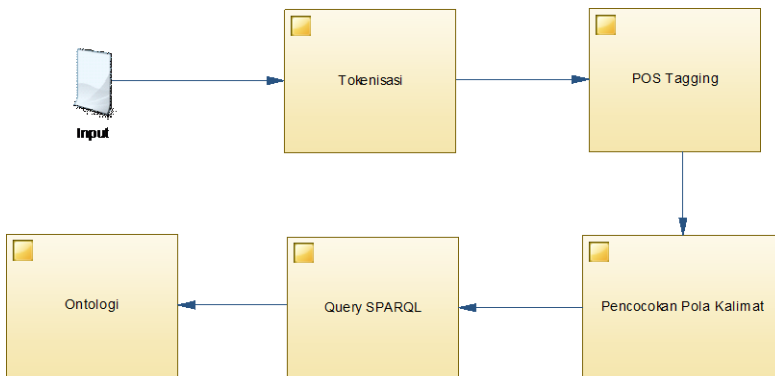 Input
Tokenisasi
POS Tagging
Ontologi
Query SPARQL
Pencocokan Pola Kalimat